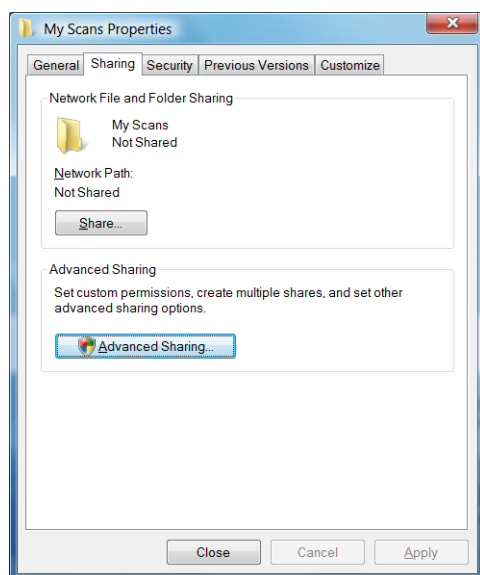 My Scans Properties
General Sharing Security Previous Versions Customize
Network File and Folder Sharing
My Scans
Not Shared
Network Path:
Not Shared
Share...
Advanced Sharing
Set custom permissions, create multiple shares, and set other
advanced sharing options.
Advanced Sharing...
Close Cancel Apply